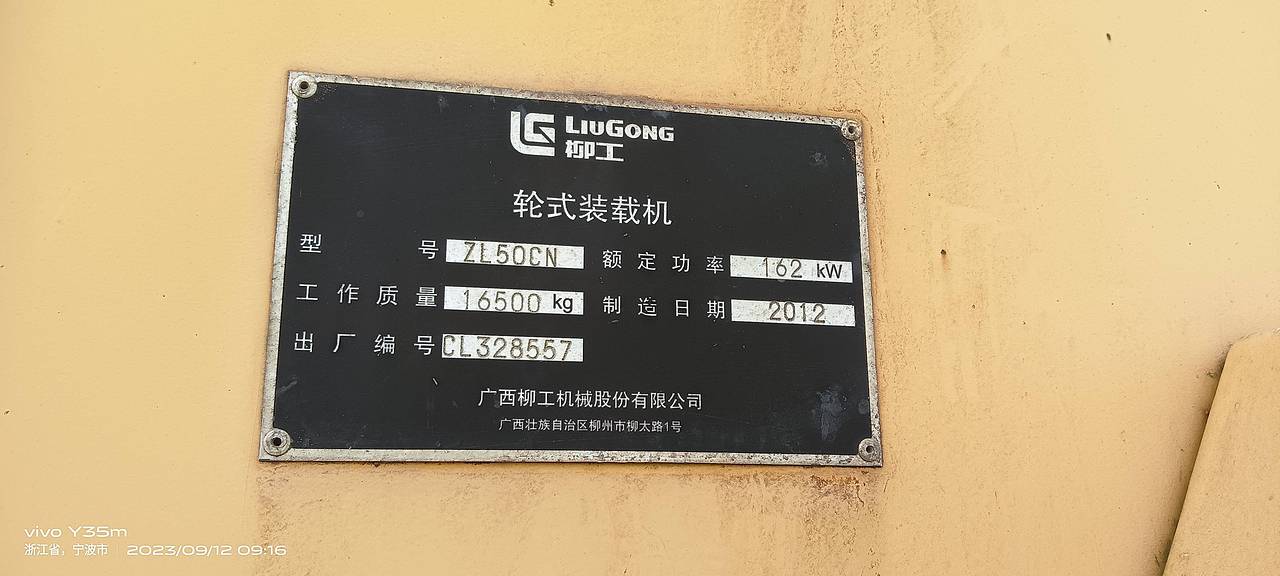 LIUGONG
柳工
轮式装载机
型号 ZL50CN 额定功率 162 kW
工作质量 16500 kg 制造日期 2012
出厂编号 CL328557
广西柳工机械股份有限公司
广西壮族自治区柳州市柳太路1号
vivo Y35m
浙江省，宁波市 2023/09/12 09:16